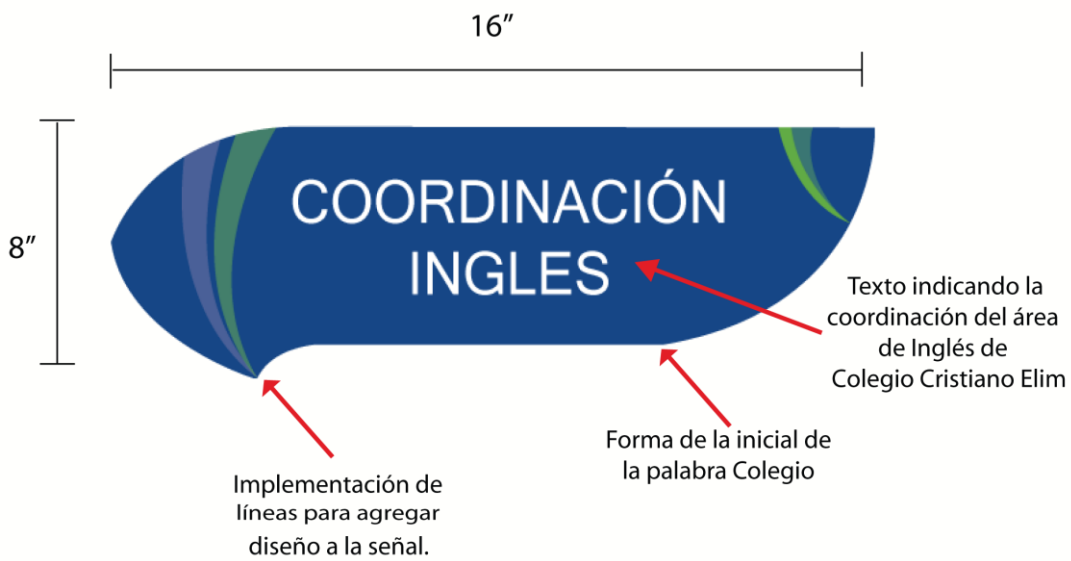 16”
8”
COORDINACIÓN
INGLES
Texto indicando la
coordinación del área
de Inglés de
Colegio Cristiano Elim
Forma de la inicial de
la palabra Colegio
Implementación de
líneas para agregar
diseño a la señal.